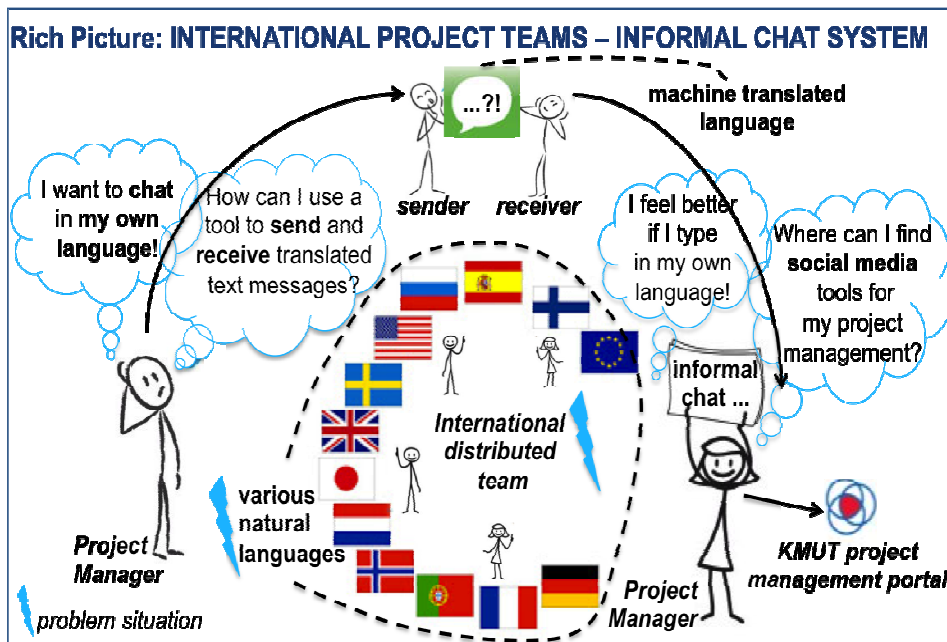 Rich Picture: INTERNATIONAL PROJECT TEAMS – INFORMAL CHAT SYSTEM
...?!
machine translated
language
sender
receiver
I want to chat
in my own
language!
How can I use a
tool to send and
receive translated
text messages?
I feel better
if I type
in my own
language!
Where can I find
social media
tools for
my project
management?
informal
chat ...
International
distributed
team
various
natural
languages
Project
Manager
Project
Manager
KMUT project
management portal
problem situation